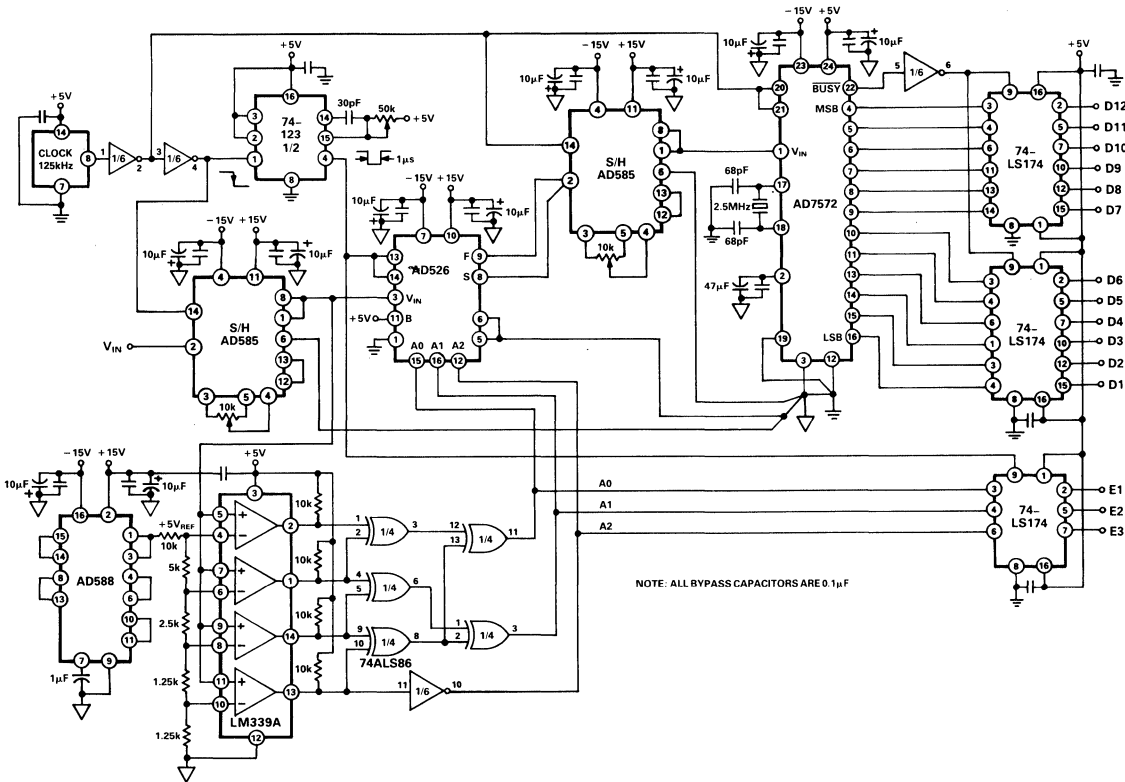 +5V
14
CLOCK
125kHz
8
7
1
1/6
2
3
1/6
4
+5V
16
3
2
1
74–
123
1/2
14
15
4
8
30pF
50k
+5V
1µs
–15V
+15V
10µF
+
10µF
+
4
11
14
2
V_IN
S/H
AD585
8
1
6
13
12
3
5
4
10k
–15V
+15V
10µF
+
10µF
+
7
10
AD526
13
14
3
V_IN
11
B
+5V
1
F
9
S
8
6
5
A0
A1
A2
15
16
12
–15V
+15V
10µF
+
10µF
+
4
11
14
2
S/H
AD585
8
1
6
13
12
3
5
4
10k
–15V
+5V
10µF
+
10µF
+
23
24
20
21
1
V_IN
17
18
2
19
3
12
68pF
2.5MHz
68pF
47µF
+
AD7572
BUSY
22
MSB
4
5
6
7
8
9
10
11
13
14
15
LSB
16
5
1/6
6
+5V
9
16
3
4
6
11
13
14
8
1
74–
LS174
2
5
7
10
12
15
D12
D11
D10
D9
D8
D7
9
1
3
4
6
1
3
4
8
16
74–
LS174
2
5
7
10
12
15
D6
D5
D4
D3
D2
D1
9
1
3
4
6
8
16
74–
LS174
2
5
7
E1
E2
E3
A0
A1
A2
NOTE: ALL BYPASS CAPACITORS ARE 0.1µF
–15V
+15V
10µF
+
10µF
+
16
2
15
14
8
13
AD588
1
3
4
6
10
11
7
9
1µF
+5V_REF
10k
5k
2.5k
1.25k
1.25k
+5V
3
5
+
4
–
2
7
+
6
–
1
9
+
8
–
14
11
+
10
–
13
LM339A
12
10k
10k
10k
10k
1
2
1/4
3
4
5
1/4
6
9
10
1/4
8
74ALS86
12
13
1/4
11
1
2
1/4
3
11
1/6
10